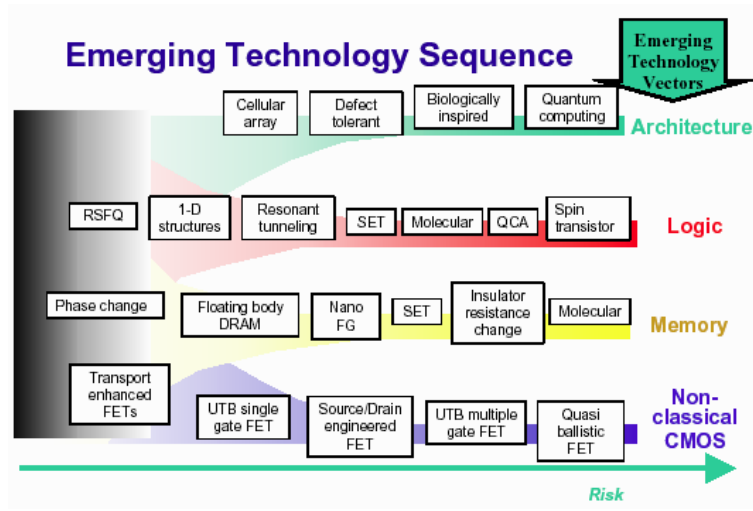 Emerging Technology Sequence
Emerging
Technology
Vectors
Cellular
array
Defect
tolerant
Biologically
inspired
Quantum
computing
Architecture
RSFQ
1-D
structures
Resonant
tunneling
SET
Molecular
QCA
Spin
transistor
Logic
Phase change
Floating body
DRAM
Nano
FG
SET
Insulator
resistance
change
Molecular
Memory
Transport
enhanced
FETs
UTB single
gate FET
Source/Drain
engineered
FET
UTB multiple
gate FET
Quasi
ballistic
FET
Non-
classical
CMOS
Risk